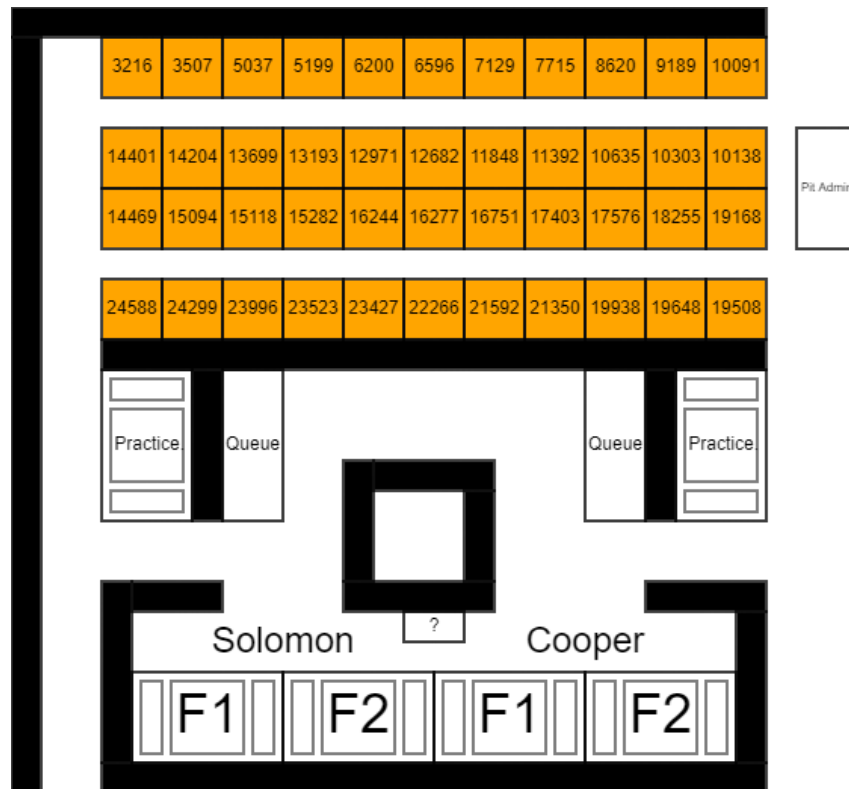 3216 3507 5037 5199 6200 6596 7129 7715 8620 9189 10091
14401 14204 13699 13193 12971 12682 11848 11392 10635 10303 10138
Pit Admin
14469 15094 15118 15282 16244 16277 16751 17403 17576 18255 19168
24588 24299 23996 23523 23427 22266 21592 21350 19938 19648 19508
Practice. Queue Queue Practice.
?
Solomon Cooper
F1 F2 F1 F2